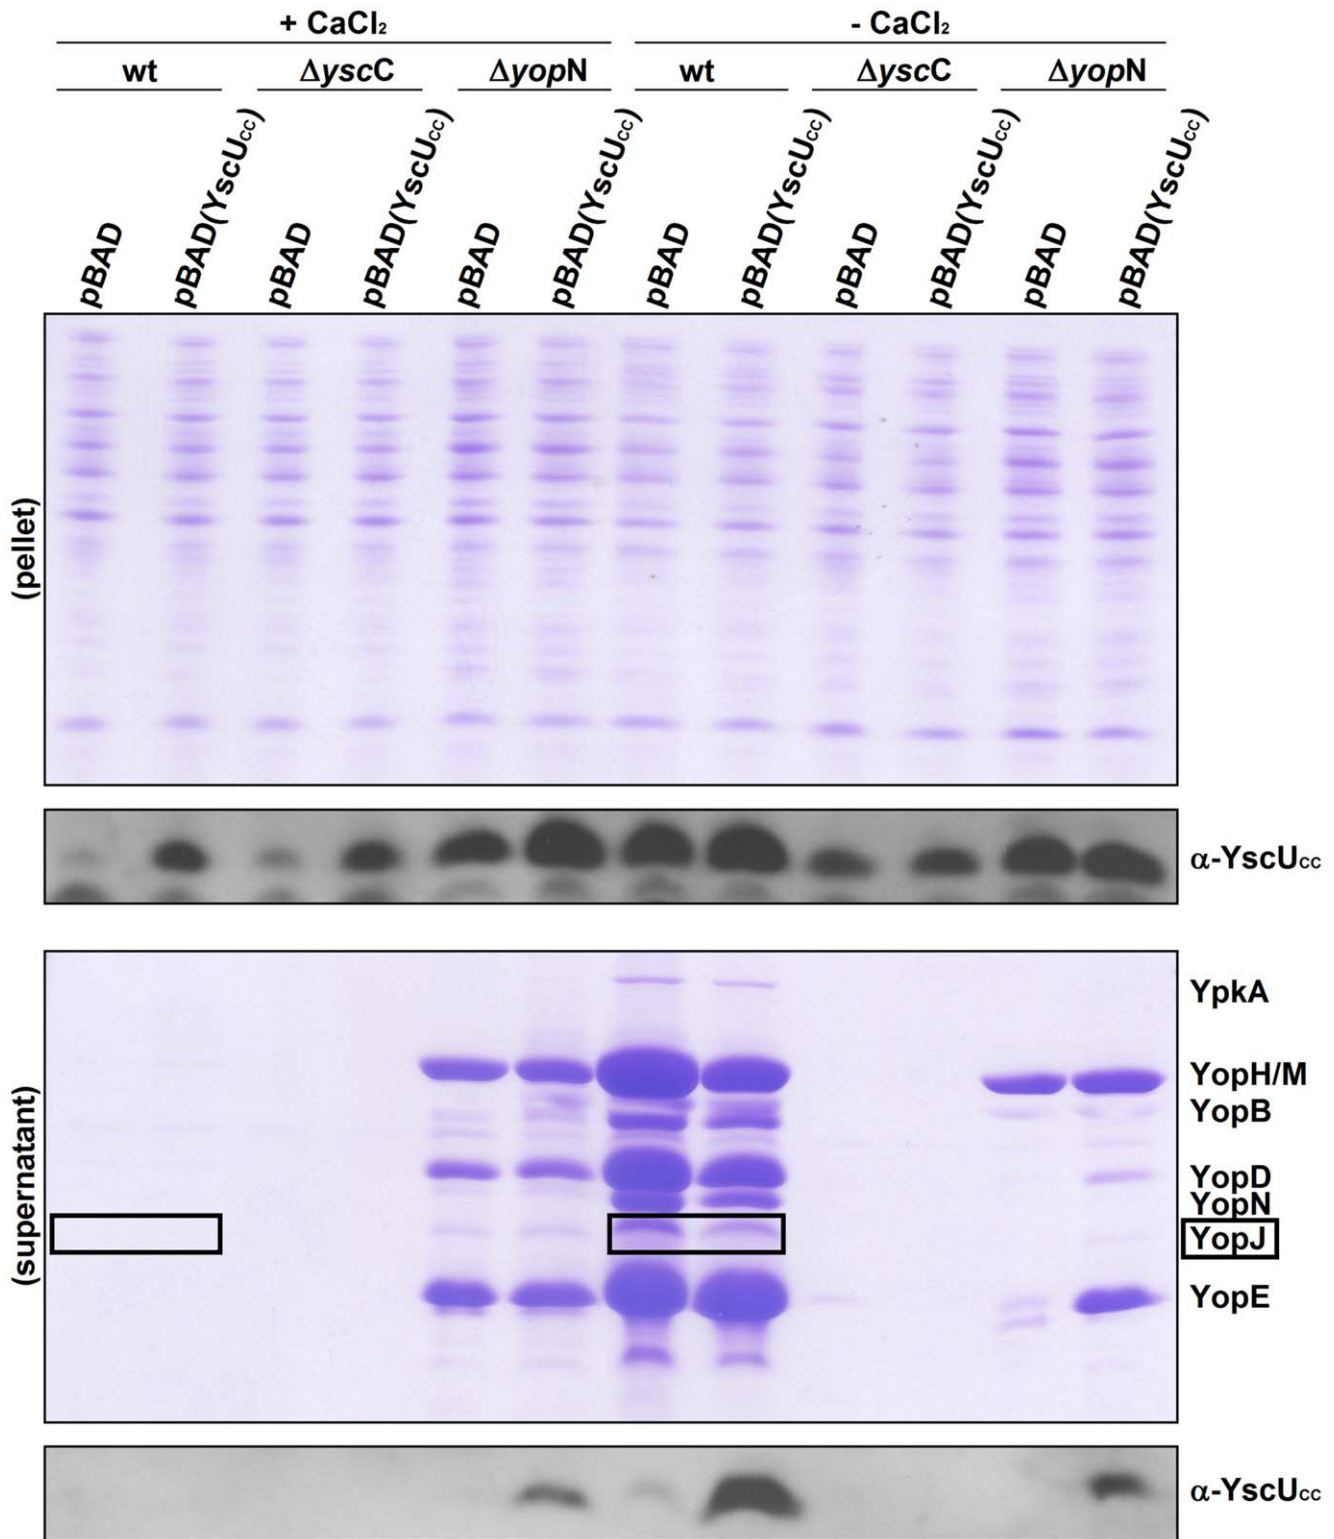 + CaCl₂ - CaCl₂
wt ΔyscC ΔyopN wt ΔyscC ΔyopN
pBAD pBAD(YscUcc) pBAD pBAD(YscUcc) pBAD pBAD(YscUcc) pBAD pBAD(YscUcc) pBAD pBAD(YscUcc) pBAD pBAD(YscUcc)
(pellet)
α-YscUcc
(supernatant)
YpkA
YopH/M
YopB
YopD
YopN
YopJ
YopE
α-YscUcc